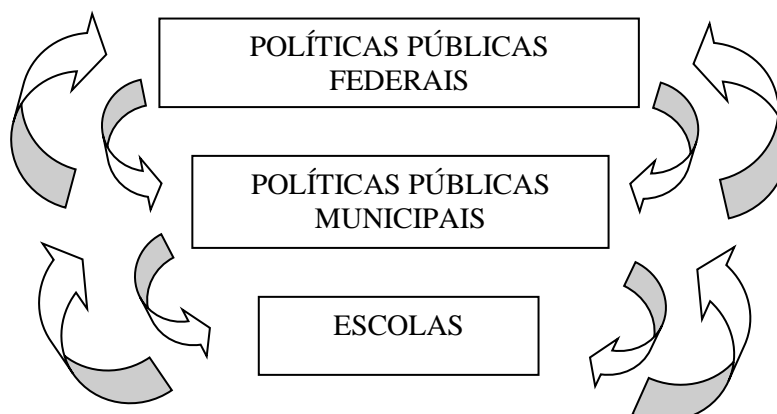 POLÍTICAS PÚBLICAS
FEDERAIS
POLÍTICAS PÚBLICAS
MUNICIPAIS
ESCOLAS